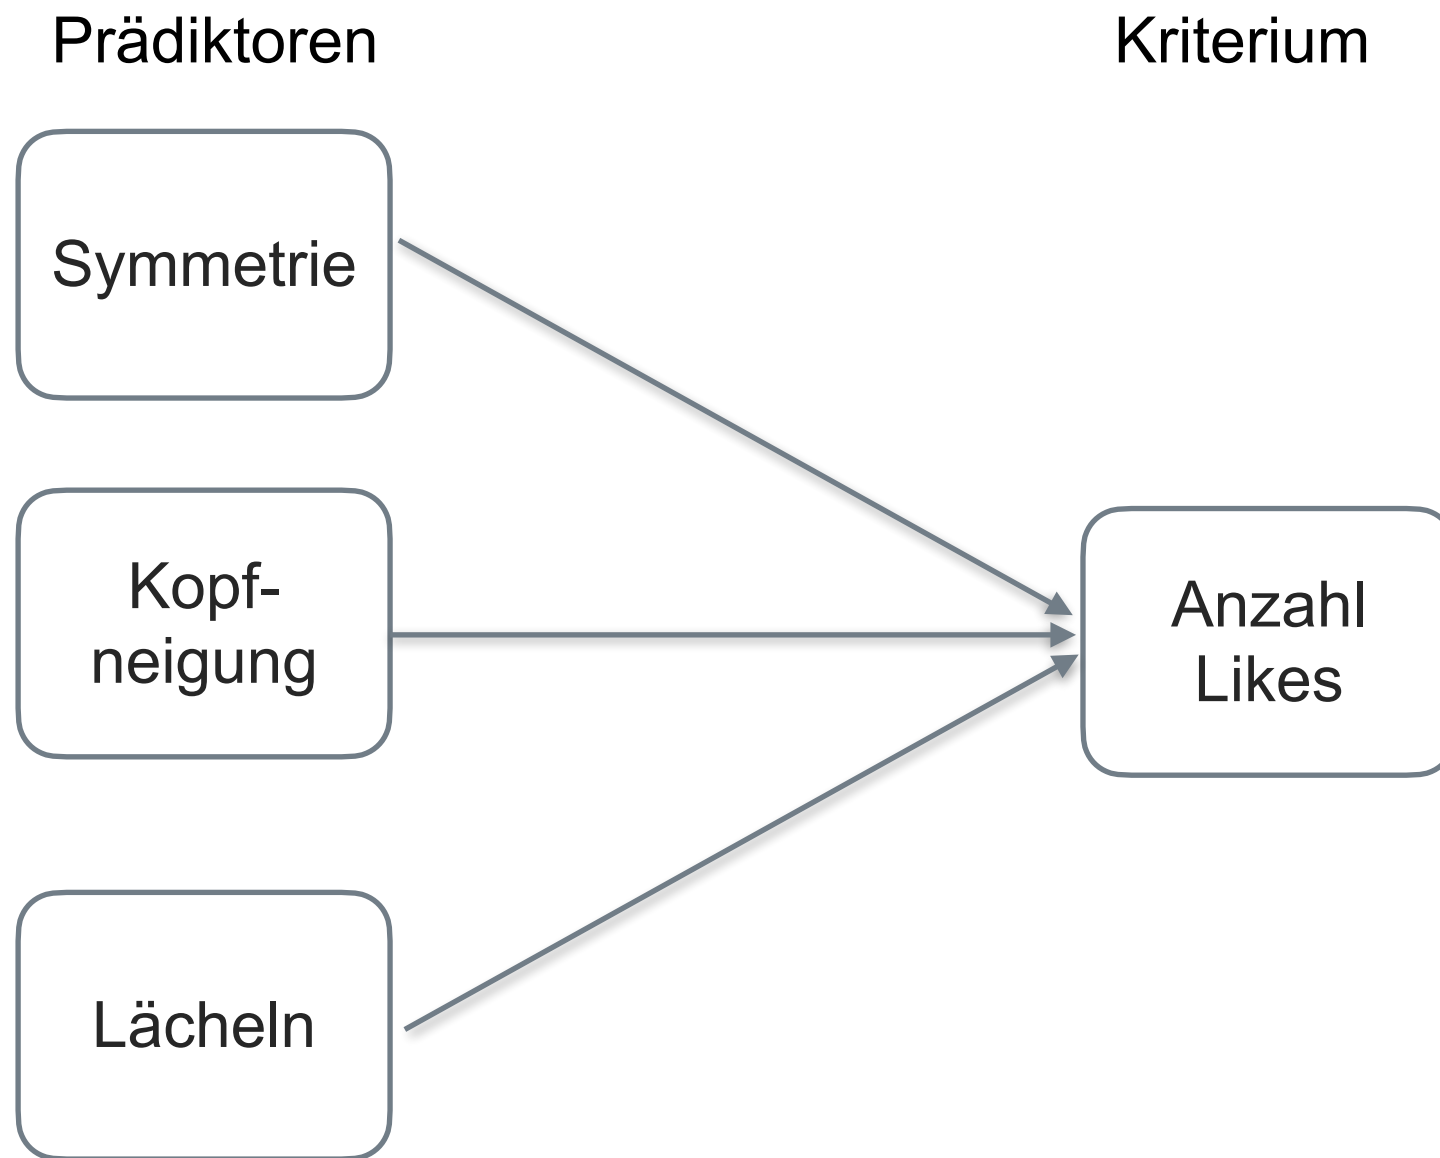 Prädiktoren
Kriterium
Symmetrie
Kopf-
neigung
Anzahl
Likes
Lächeln